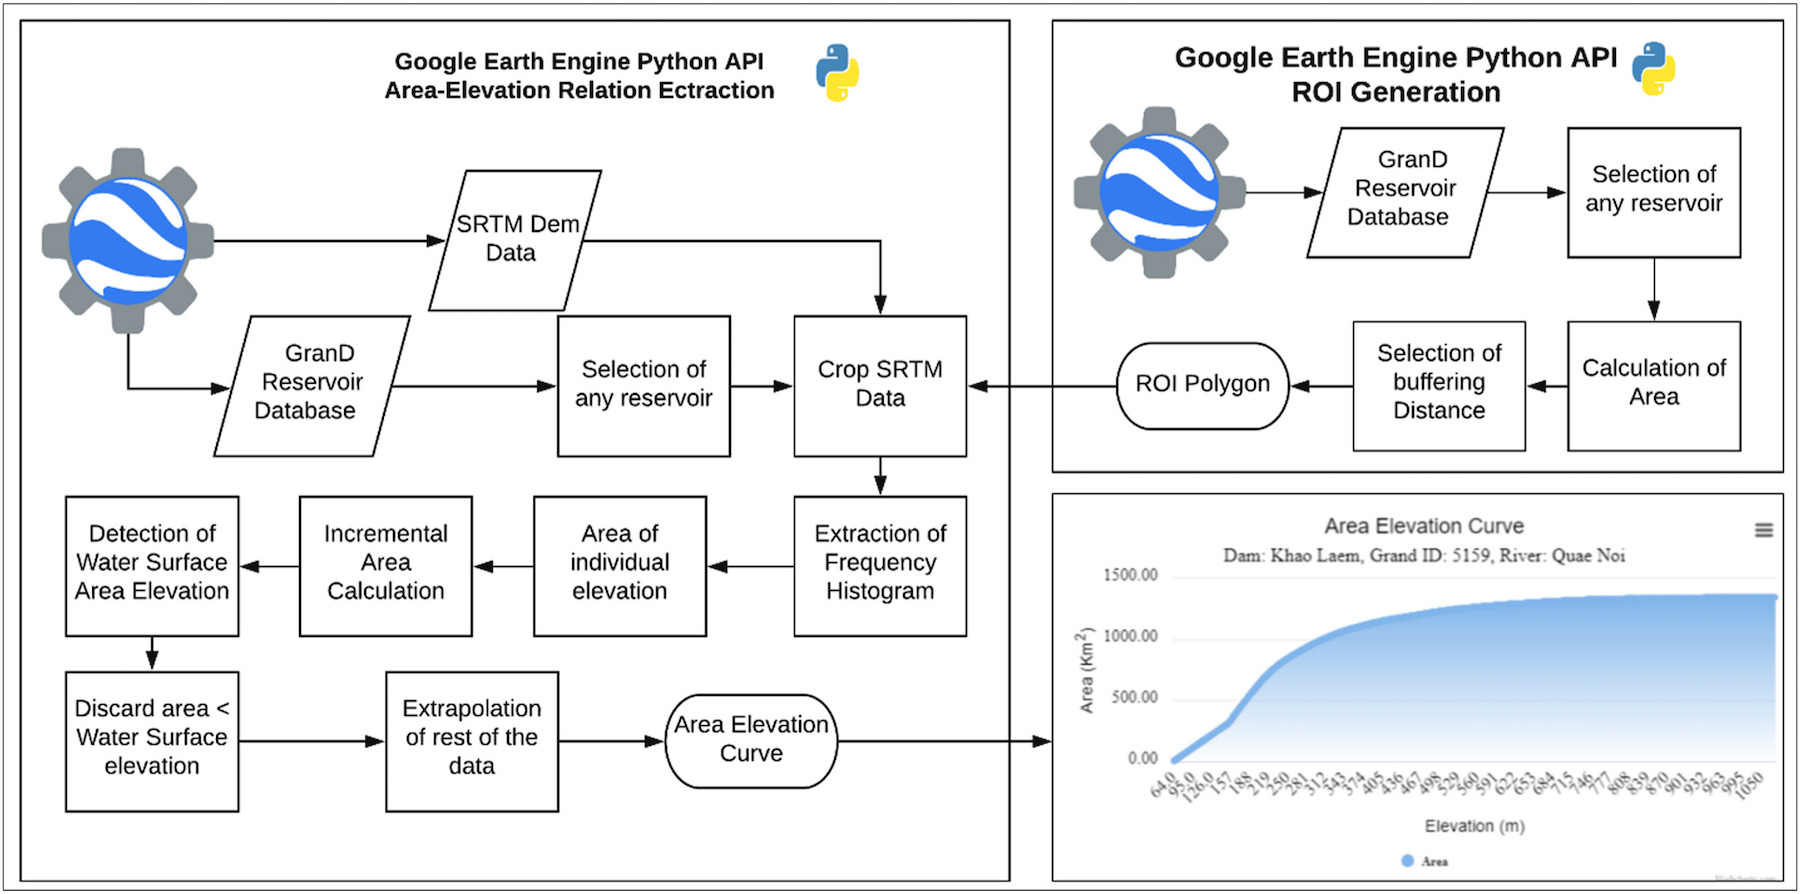 Google Earth Engine Python API
Area-Elevation Relation Ectraction
SRTM Dem
Data
GranD
Reservoir
Database
Selection of
any reservoir
Crop SRTM
Data
Detection of
Water Surface
Area Elevation
Incremental
Area
Calculation
Area of
individual
elevation
Extraction of
Frequency
Histogram
Discard area <
Water Surface
elevation
Extrapolation
of rest of the
data
Area Elevation
Curve
Google Earth Engine Python API
ROI Generation
GranD
Reservoir
Database
Selection of
any reservoir
ROI Polygon
Selection of
buffering
Distance
Calculation of
Area
Area Elevation Curve
Dam: Khao Laem, Grand ID: 5159, River: Quae Noi
1500.00
1000.00
500.00
0.00
Area (Km²)
64.0 95.0 126.0 157 188 219 250 281 312 343 374 405 436 467 498 529 560 591 622 653 684 715 746 777 808 839 870 901 932 963 995 1050
Elevation (m)
Area